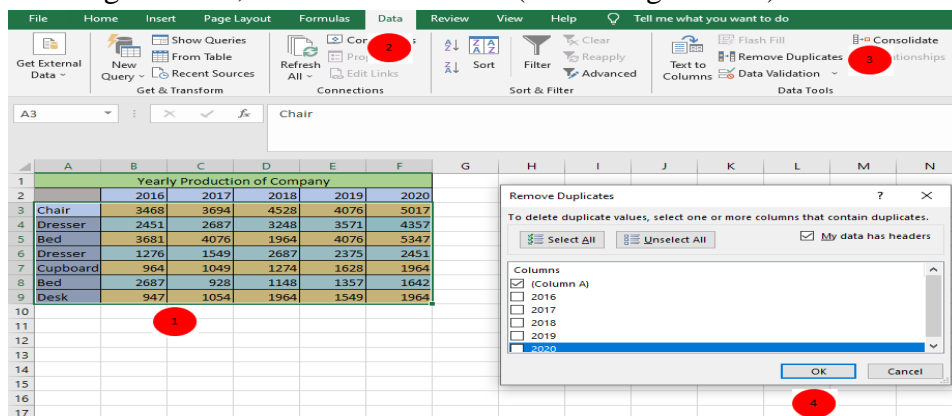 File Home Insert Page Layout Formulas Data Review View Help Tell me what you want to do
Get External Data
New Query
Show Queries
From Table
Recent Sources
Get & Transform
Refresh All
Edit Links
Connections
Sort
Filter
Clear
Reapply
Advanced
Sort & Filter
Text to Columns
Flash Fill
Remove Duplicates
Data Validation
Consolidate
Data Tools
2
3
A3 fx Chair
A B C D E F G H I J K L M N
1 Yearly Production of Company
2 2016 2017 2018 2019 2020
3 Chair 3468 3694 4528 4076 5017
4 Dresser 2451 2687 3248 3571 4357
5 Bed 3681 4076 1964 4076 5347
6 Dresser 1276 1549 2687 2375 2451
7 Cupboard 964 1049 1274 1628 1964
8 Bed 2687 928 1148 1357 1642
9 Desk 947 1054 1964 1549 1964
10
11
12
13
14
15
16
17
1
Remove Duplicates ? ×
To delete duplicate values, select one or more columns that contain duplicates.
Select All Unselect All My data has headers
Columns
(Column A)
2016
2017
2018
2019
2020
OK Cancel
4